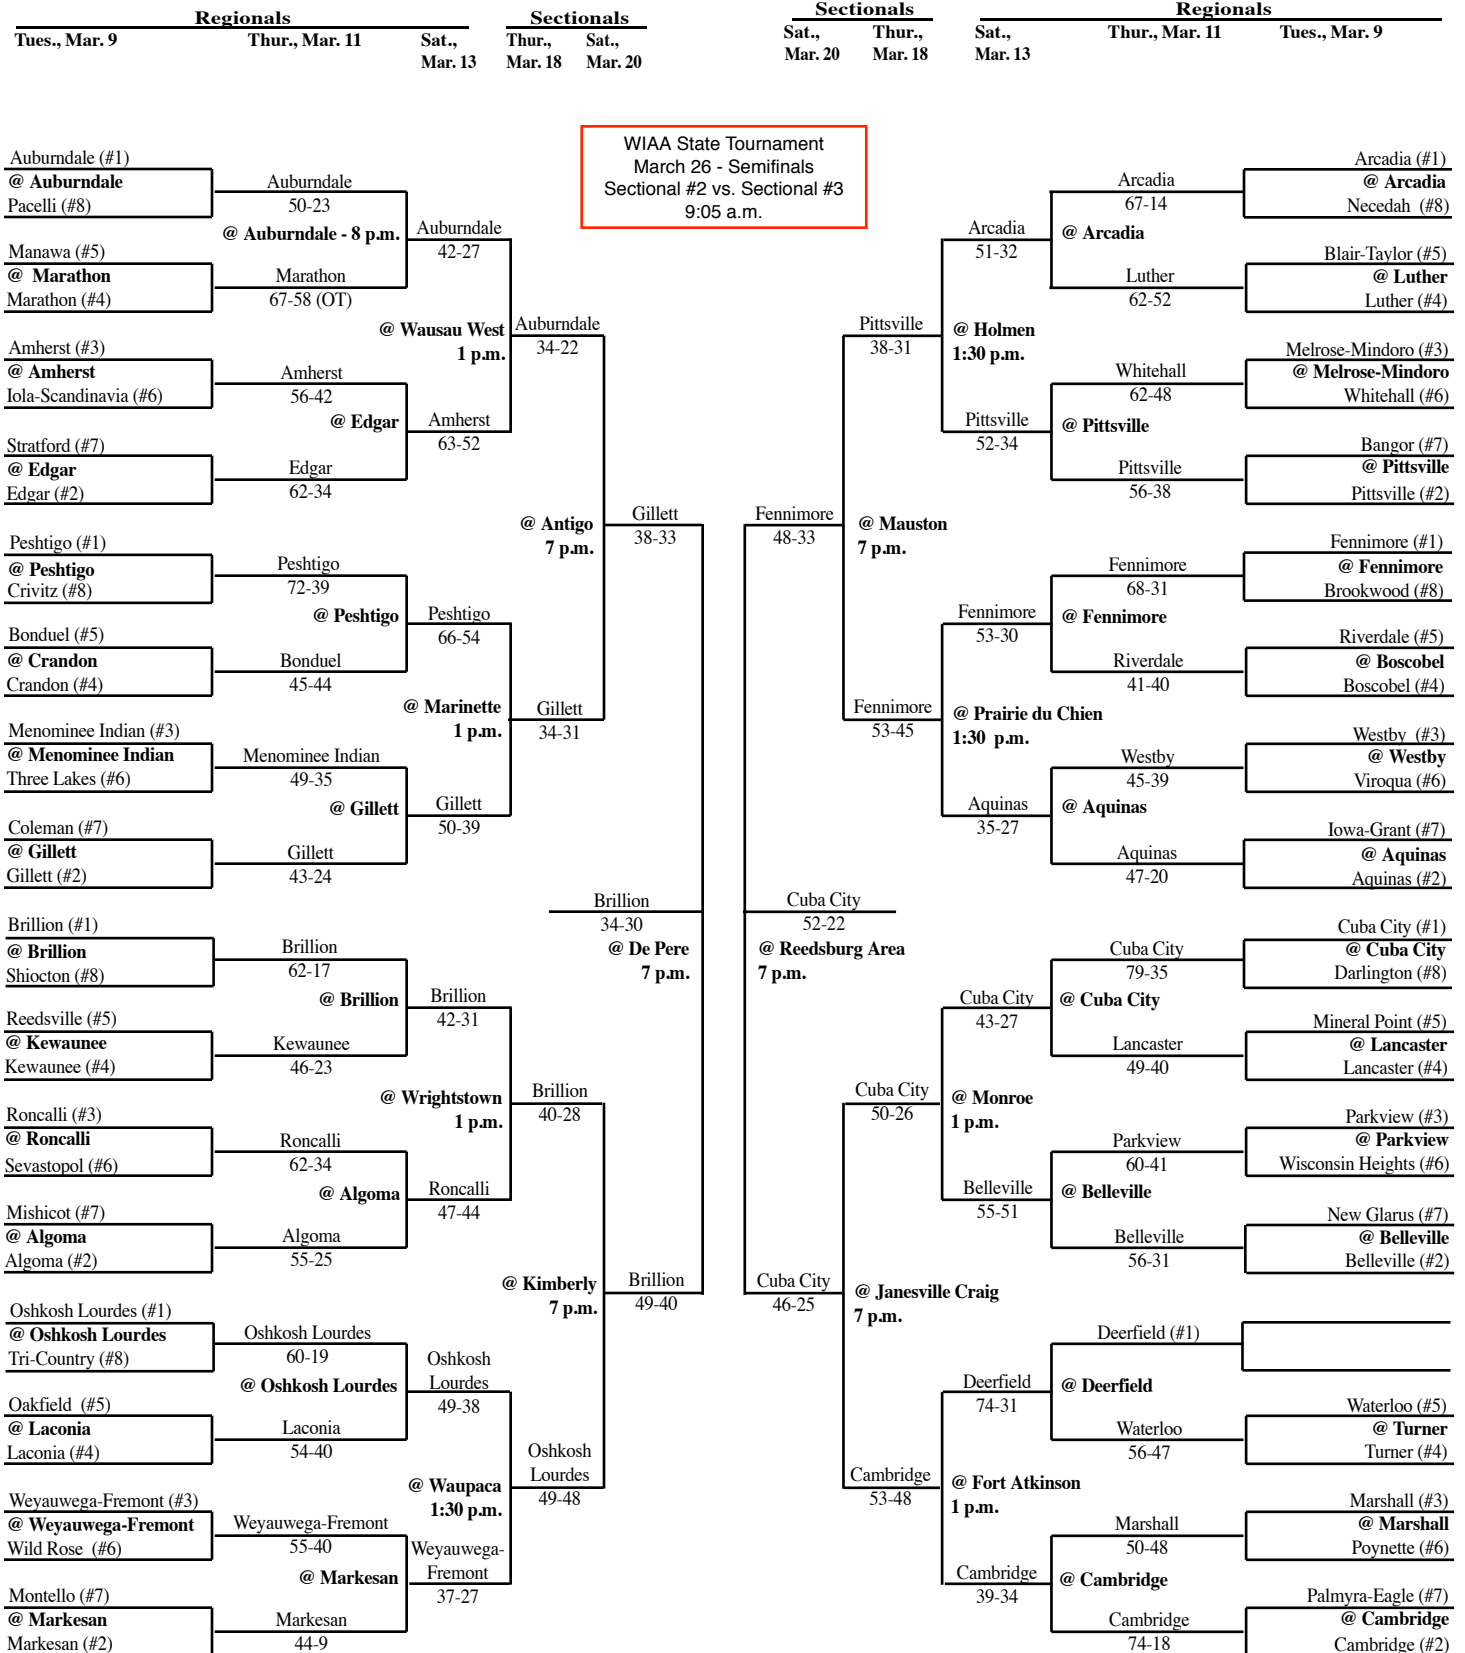 Regionals
Sectionals
Sectionals
Regionals
Tues., Mar. 9
Thur., Mar. 11
Sat.,
Mar. 13
Thur.,
Mar. 18
Sat.,
Mar. 20
Sat.,
Mar. 20
Thur.,
Mar. 18
Sat.,
Mar. 13
Thur., Mar. 11
Tues., Mar. 9
WIAA State Tournament
March 26 - Semifinals
Sectional #2 vs. Sectional #3
9:05 a.m.
Auburndale (#1)
@ Auburndale
Pacelli (#8)
Manawa (#5)
@ Marathon
Marathon (#4)
Amherst (#3)
@ Amherst
Iola-Scandinavia (#6)
Stratford (#7)
@ Edgar
Edgar (#2)
Peshtigo (#1)
@ Peshtigo
Crivitz (#8)
Bonduel (#5)
@ Crandon
Crandon (#4)
Menominee Indian (#3)
@ Menominee Indian
Three Lakes (#6)
Coleman (#7)
@ Gillett
Gillett (#2)
Brillion (#1)
@ Brillion
Shiocton (#8)
Reedsville (#5)
@ Kewaunee
Kewaunee (#4)
Roncalli (#3)
@ Roncalli
Sevastopol (#6)
Mishicot (#7)
@ Algoma
Algoma (#2)
Oshkosh Lourdes (#1)
@ Oshkosh Lourdes
Tri-Country (#8)
Oakfield (#5)
@ Laconia
Laconia (#4)
Weyauwega-Fremont (#3)
@ Weyauwega-Fremont
Wild Rose (#6)
Montello (#7)
@ Markesan
Markesan (#2)
Auburndale
50-23
@ Auburndale - 8 p.m.
Marathon
67-58 (OT)
Amherst
56-42
@ Edgar
Edgar
62-34
Peshtigo
72-39
@ Peshtigo
Bonduel
45-44
Menominee Indian
49-35
@ Gillett
Gillett
43-24
Brillion
62-17
@ Brillion
Kewaunee
46-23
Roncalli
62-34
@ Algoma
Algoma
55-25
Oshkosh Lourdes
60-19
@ Oshkosh Lourdes
Laconia
54-40
Weyauwega-Fremont
55-40
@ Markesan
Markesan
44-9
Auburndale
42-27
@ Wausau West
1 p.m.
Amherst
63-52
Peshtigo
66-54
@ Marinette
1 p.m.
Gillett
50-39
Brillion
42-31
@ Wrightstown
1 p.m.
Roncalli
47-44
Oshkosh
Lourdes
49-38
@ Waupaca
1:30 p.m.
Weyauwega-
Fremont
37-27
Auburndale
34-22
@ Antigo
7 p.m.
Gillett
34-31
Brillion
40-28
@ Kimberly
7 p.m.
Oshkosh
Lourdes
49-48
Gillett
38-33
Brillion
34-30
@ De Pere
7 p.m.
Brillion
49-40
Fennimore
48-33
Cuba City
52-22
@ Reedsburg Area
7 p.m.
Cuba City
46-25
Pittsville
38-31
@ Mauston
7 p.m.
Fennimore
53-45
Cuba City
50-26
@ Janesville Craig
7 p.m.
Cambridge
53-48
Arcadia
51-32
@ Holmen
1:30 p.m.
Pittsville
52-34
Fennimore
53-30
@ Prairie du Chien
1:30 p.m.
Aquinas
35-27
Cuba City
43-27
@ Monroe
1 p.m.
Belleville
55-51
Deerfield
74-31
@ Fort Atkinson
1 p.m.
Cambridge
39-34
Arcadia
67-14
@ Arcadia
Luther
62-52
Whitehall
62-48
@ Pittsville
Pittsville
56-38
Fennimore
68-31
@ Fennimore
Riverdale
41-40
Westby
45-39
@ Aquinas
Aquinas
47-20
Cuba City
79-35
@ Cuba City
Lancaster
49-40
Parkview
60-41
@ Belleville
Belleville
56-31
Deerfield (#1)
@ Deerfield
Waterloo
56-47
Marshall
50-48
@ Cambridge
Cambridge
74-18
Arcadia (#1)
@ Arcadia
Necedah (#8)
Blair-Taylor (#5)
@ Luther
Luther (#4)
Melrose-Mindoro (#3)
@ Melrose-Mindoro
Whitehall (#6)
Bangor (#7)
@ Pittsville
Pittsville (#2)
Fennimore (#1)
@ Fennimore
Brookwood (#8)
Riverdale (#5)
@ Boscobel
Boscobel (#4)
Westby (#3)
@ Westby
Viroqua (#6)
Iowa-Grant (#7)
@ Aquinas
Aquinas (#2)
Cuba City (#1)
@ Cuba City
Darlington (#8)
Mineral Point (#5)
@ Lancaster
Lancaster (#4)
Parkview (#3)
@ Parkview
Wisconsin Heights (#6)
New Glarus (#7)
@ Belleville
Belleville (#2)
Waterloo (#5)
@ Turner
Turner (#4)
Marshall (#3)
@ Marshall
Poynette (#6)
Palmyra-Eagle (#7)
@ Cambridge
Cambridge (#2)